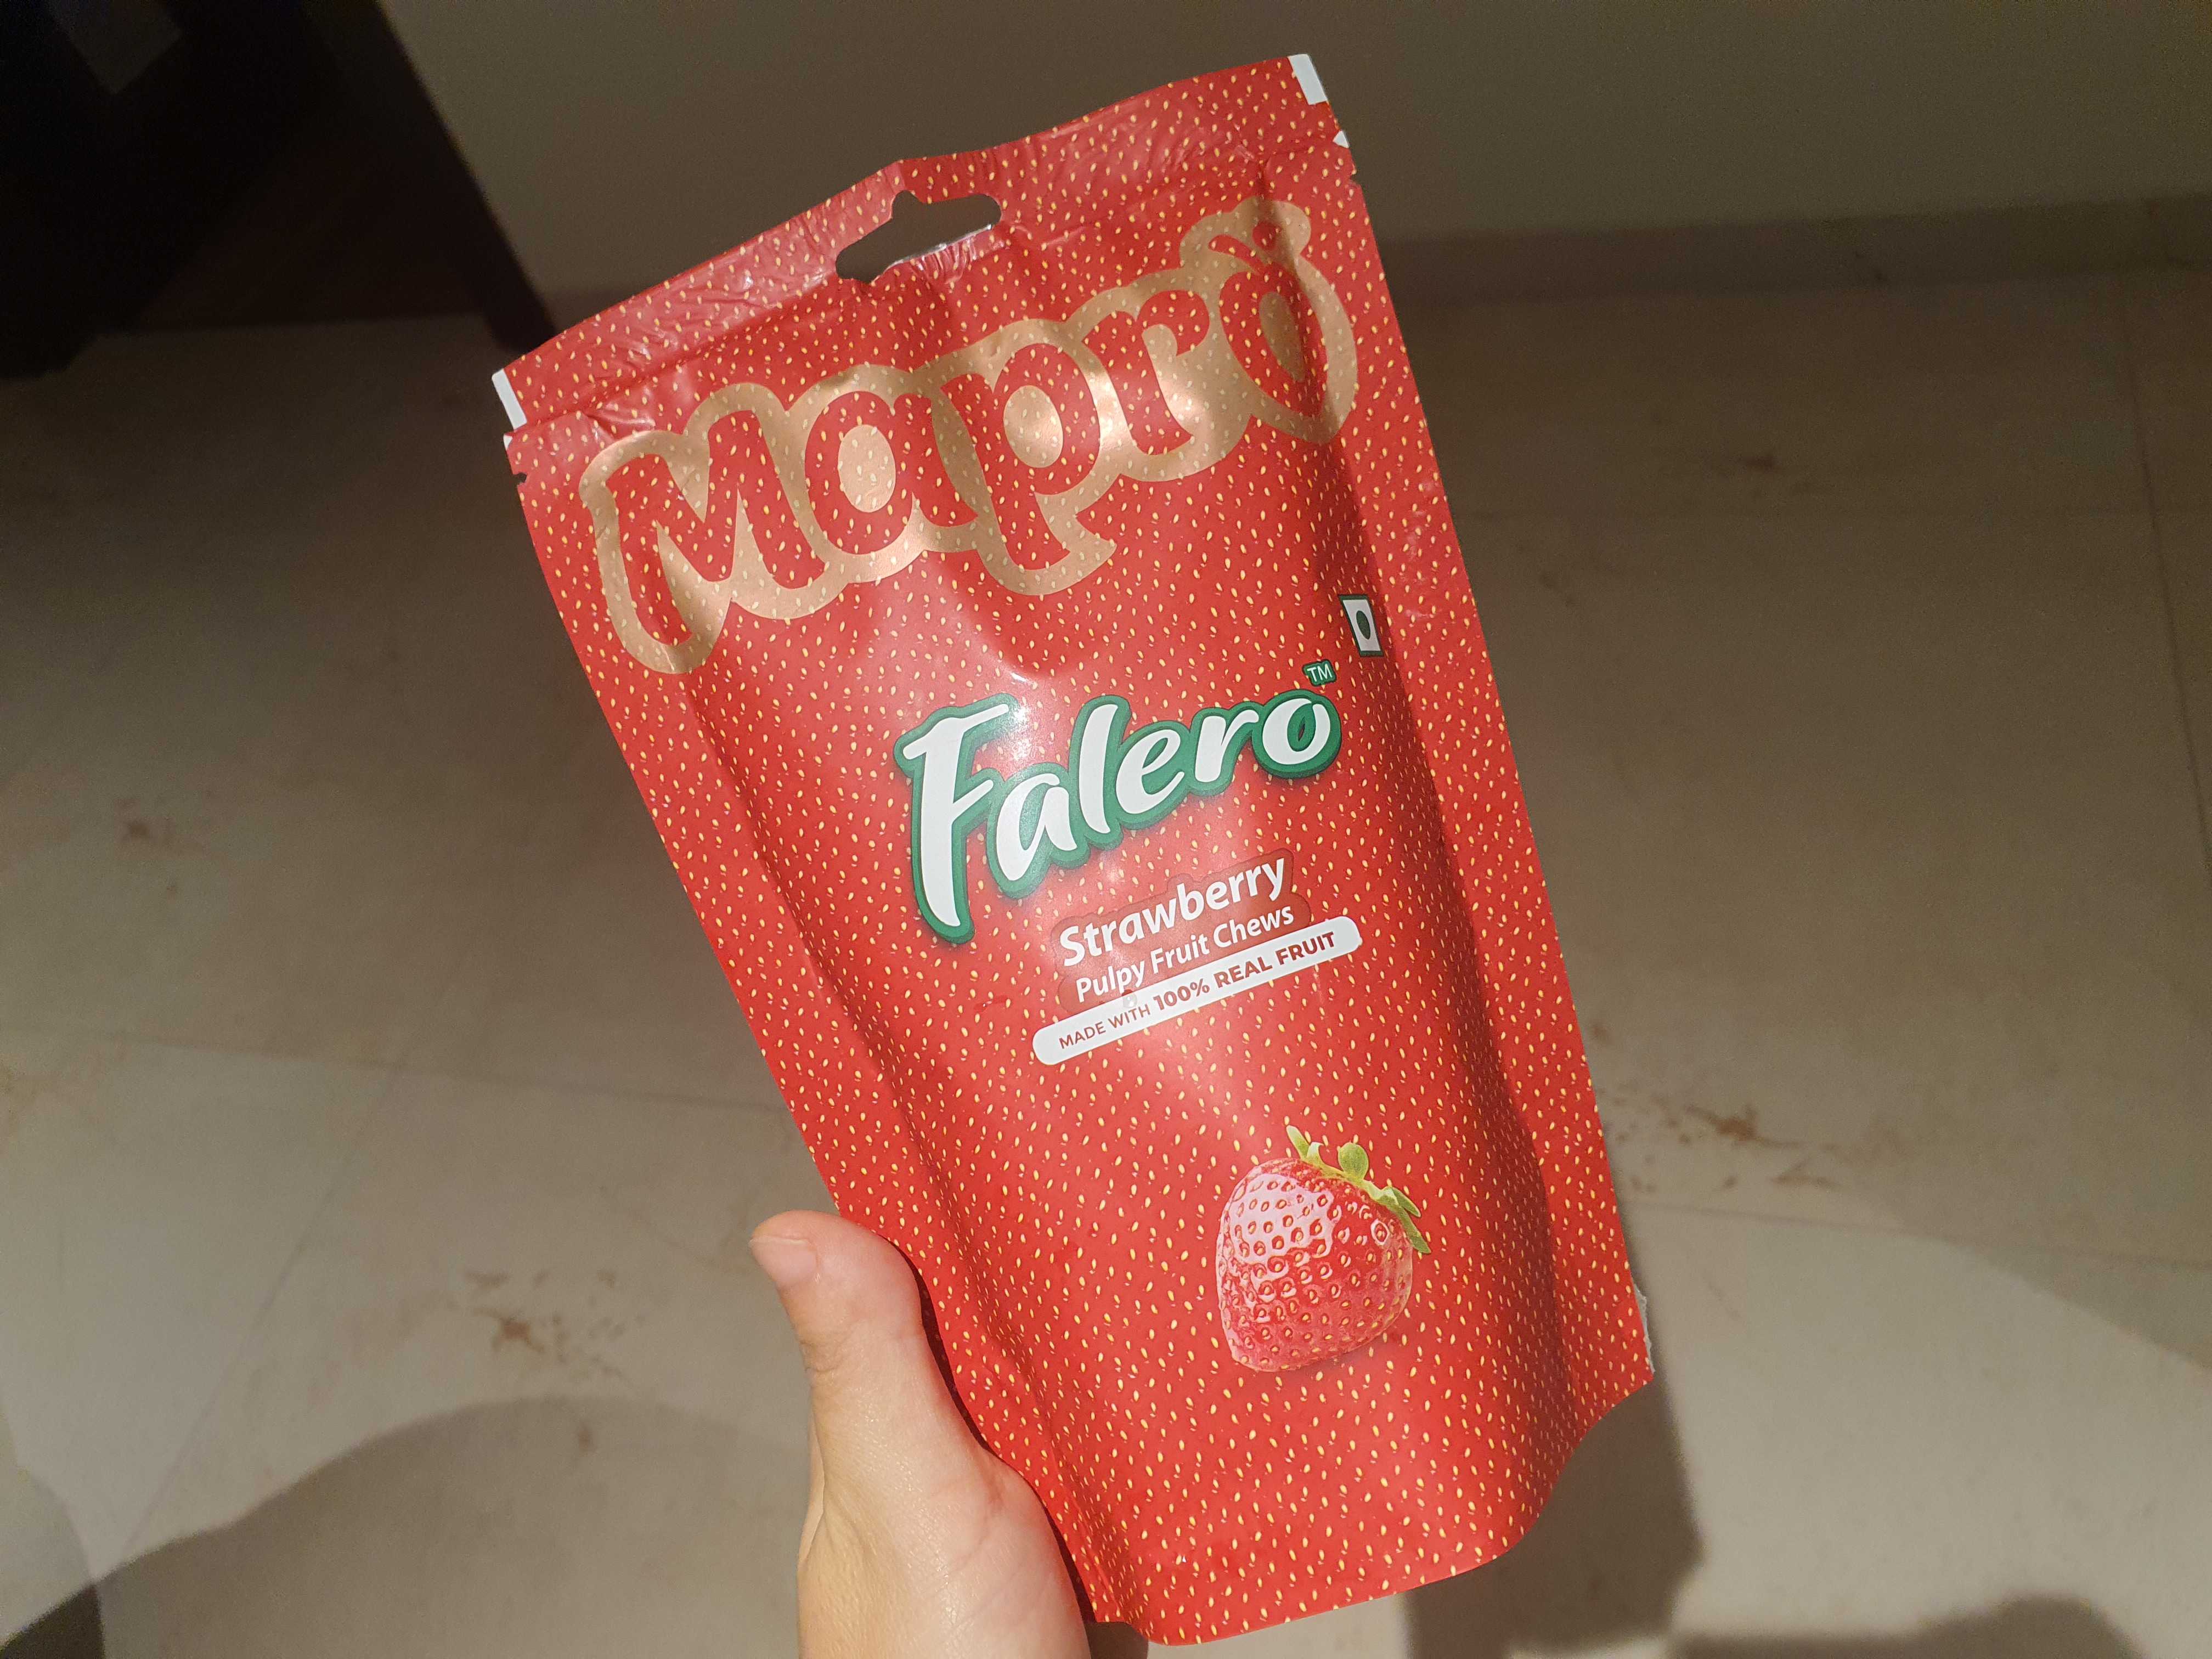 Mapro
Falero™
Strawberry
Pulpy Fruit Chews
MADE WITH 100% REAL FRUIT